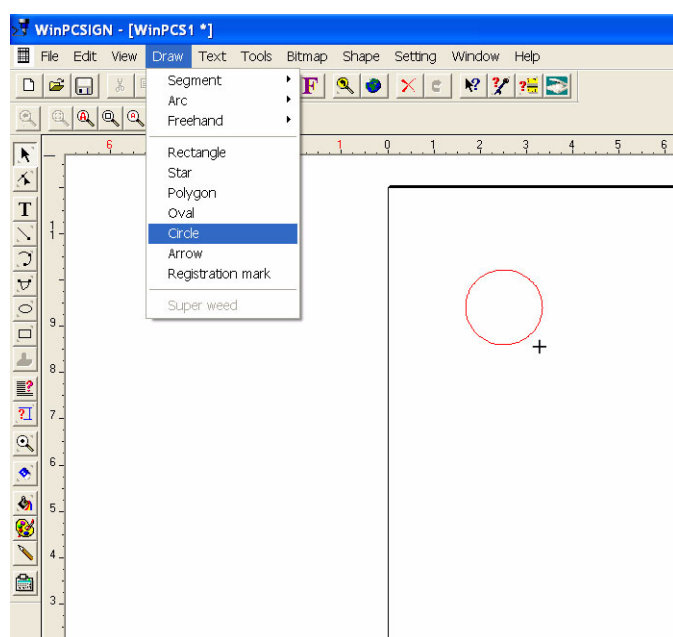 WinPCSIGN - [WinPCS1 *]
File Edit View Draw Text Tools Bitmap Shape Setting Window Help
Segment
Arc
Freehand
Rectangle
Star
Polygon
Oval
Circle
Arrow
Registration mark
Super weed
F
6 1 0 1 2 3 4 5 6
T
1
1
9
8
7
6
5
4
3